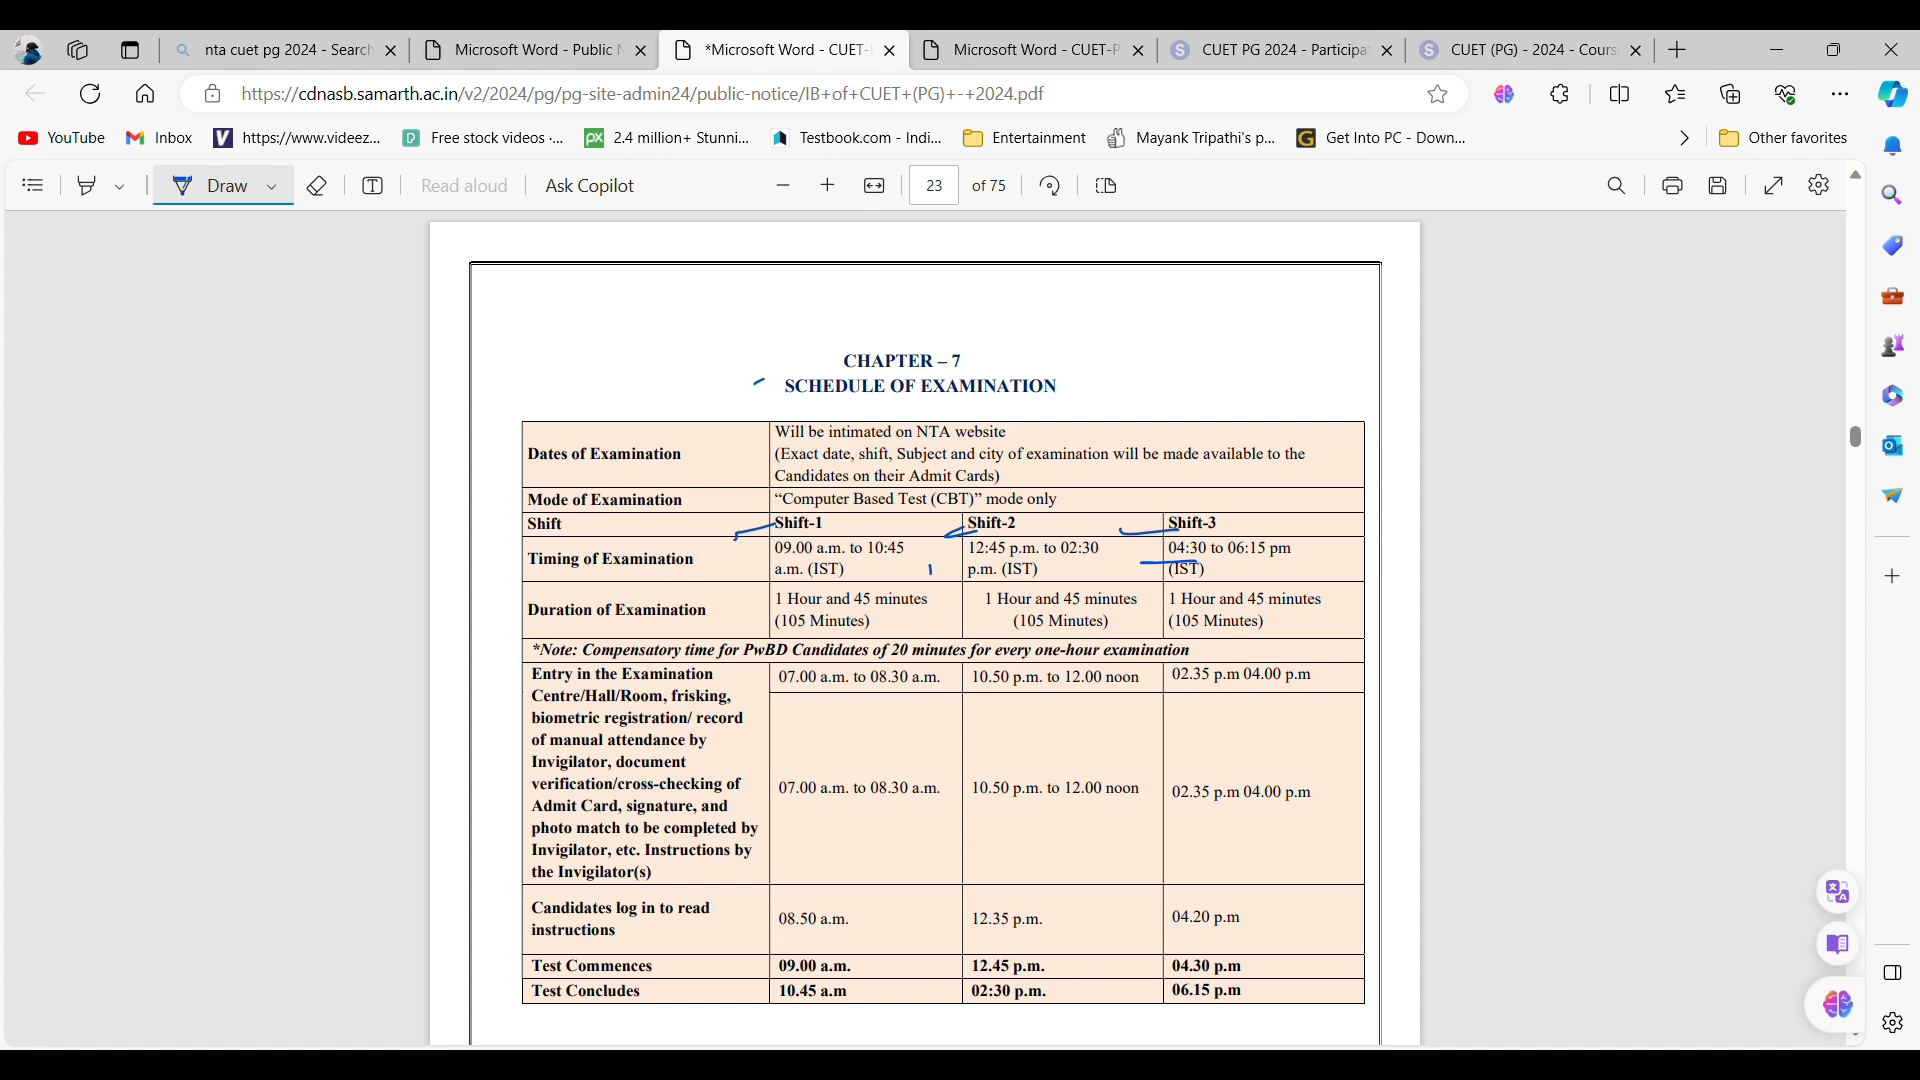 nta cuet pg 2024 - Search
Microsoft Word - Public N
*Microsoft Word - CUET-
Microsoft Word - CUET-P
CUET PG 2024 - Participa
CUET (PG) - 2024 - Cours
https://cdnasb.samarth.ac.in/v2/2024/pg/pg-site-admin24/public-notice/IB+of+CUET+(PG)+-+2024.pdf
YouTube
Inbox
https://www.videez...
Free stock videos ·...
2.4 million+ Stunni...
Testbook.com - Indi...
Entertainment
Mayank Tripathi's p...
Get Into PC - Down...
Other favorites
Draw
Read aloud
Ask Copilot
23
of 75
CHAPTER – 7
SCHEDULE OF EXAMINATION
Dates of Examination
Will be intimated on NTA website
(Exact date, shift, Subject and city of examination will be made available to the
Candidates on their Admit Cards)
Mode of Examination
“Computer Based Test (CBT)” mode only
Shift
Shift-1
Shift-2
Shift-3
Timing of Examination
09.00 a.m. to 10:45
a.m. (IST)
12:45 p.m. to 02:30
p.m. (IST)
04:30 to 06:15 pm
(IST)
Duration of Examination
1 Hour and 45 minutes
(105 Minutes)
1 Hour and 45 minutes
(105 Minutes)
1 Hour and 45 minutes
(105 Minutes)
*Note: Compensatory time for PwBD Candidates of 20 minutes for every one-hour examination
Entry in the Examination
Centre/Hall/Room, frisking,
biometric registration/ record
of manual attendance by
Invigilator, document
verification/cross-checking of
Admit Card, signature, and
photo match to be completed by
Invigilator, etc. Instructions by
the Invigilator(s)
07.00 a.m. to 08.30 a.m.
10.50 p.m. to 12.00 noon
02.35 p.m 04.00 p.m
07.00 a.m. to 08.30 a.m.
10.50 p.m. to 12.00 noon
02.35 p.m 04.00 p.m
Candidates log in to read
instructions
08.50 a.m.
12.35 p.m.
04.20 p.m
Test Commences
09.00 a.m.
12.45 p.m.
04.30 p.m
Test Concludes
10.45 a.m
02:30 p.m.
06.15 p.m